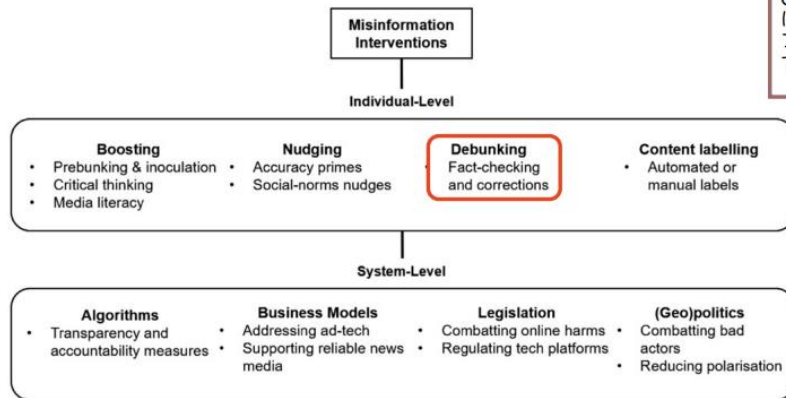 Misinformation
Interventions
Individual-Level
Boosting
• Prebunking & inoculation
• Critical thinking
• Media literacy
Nudging
• Accuracy primes
• Social-norms nudges
Debunking
Fact-checking
and corrections
Content labelling
• Automated or
manual labels
System-Level
Algorithms
• Transparency and
accountability measures
Business Models
• Addressing ad-tech
• Supporting reliable news
media
Legislation
• Combatting online harms
• Regulating tech platforms
(Geo)politics
• Combatting bad
actors
• Reducing polarisation